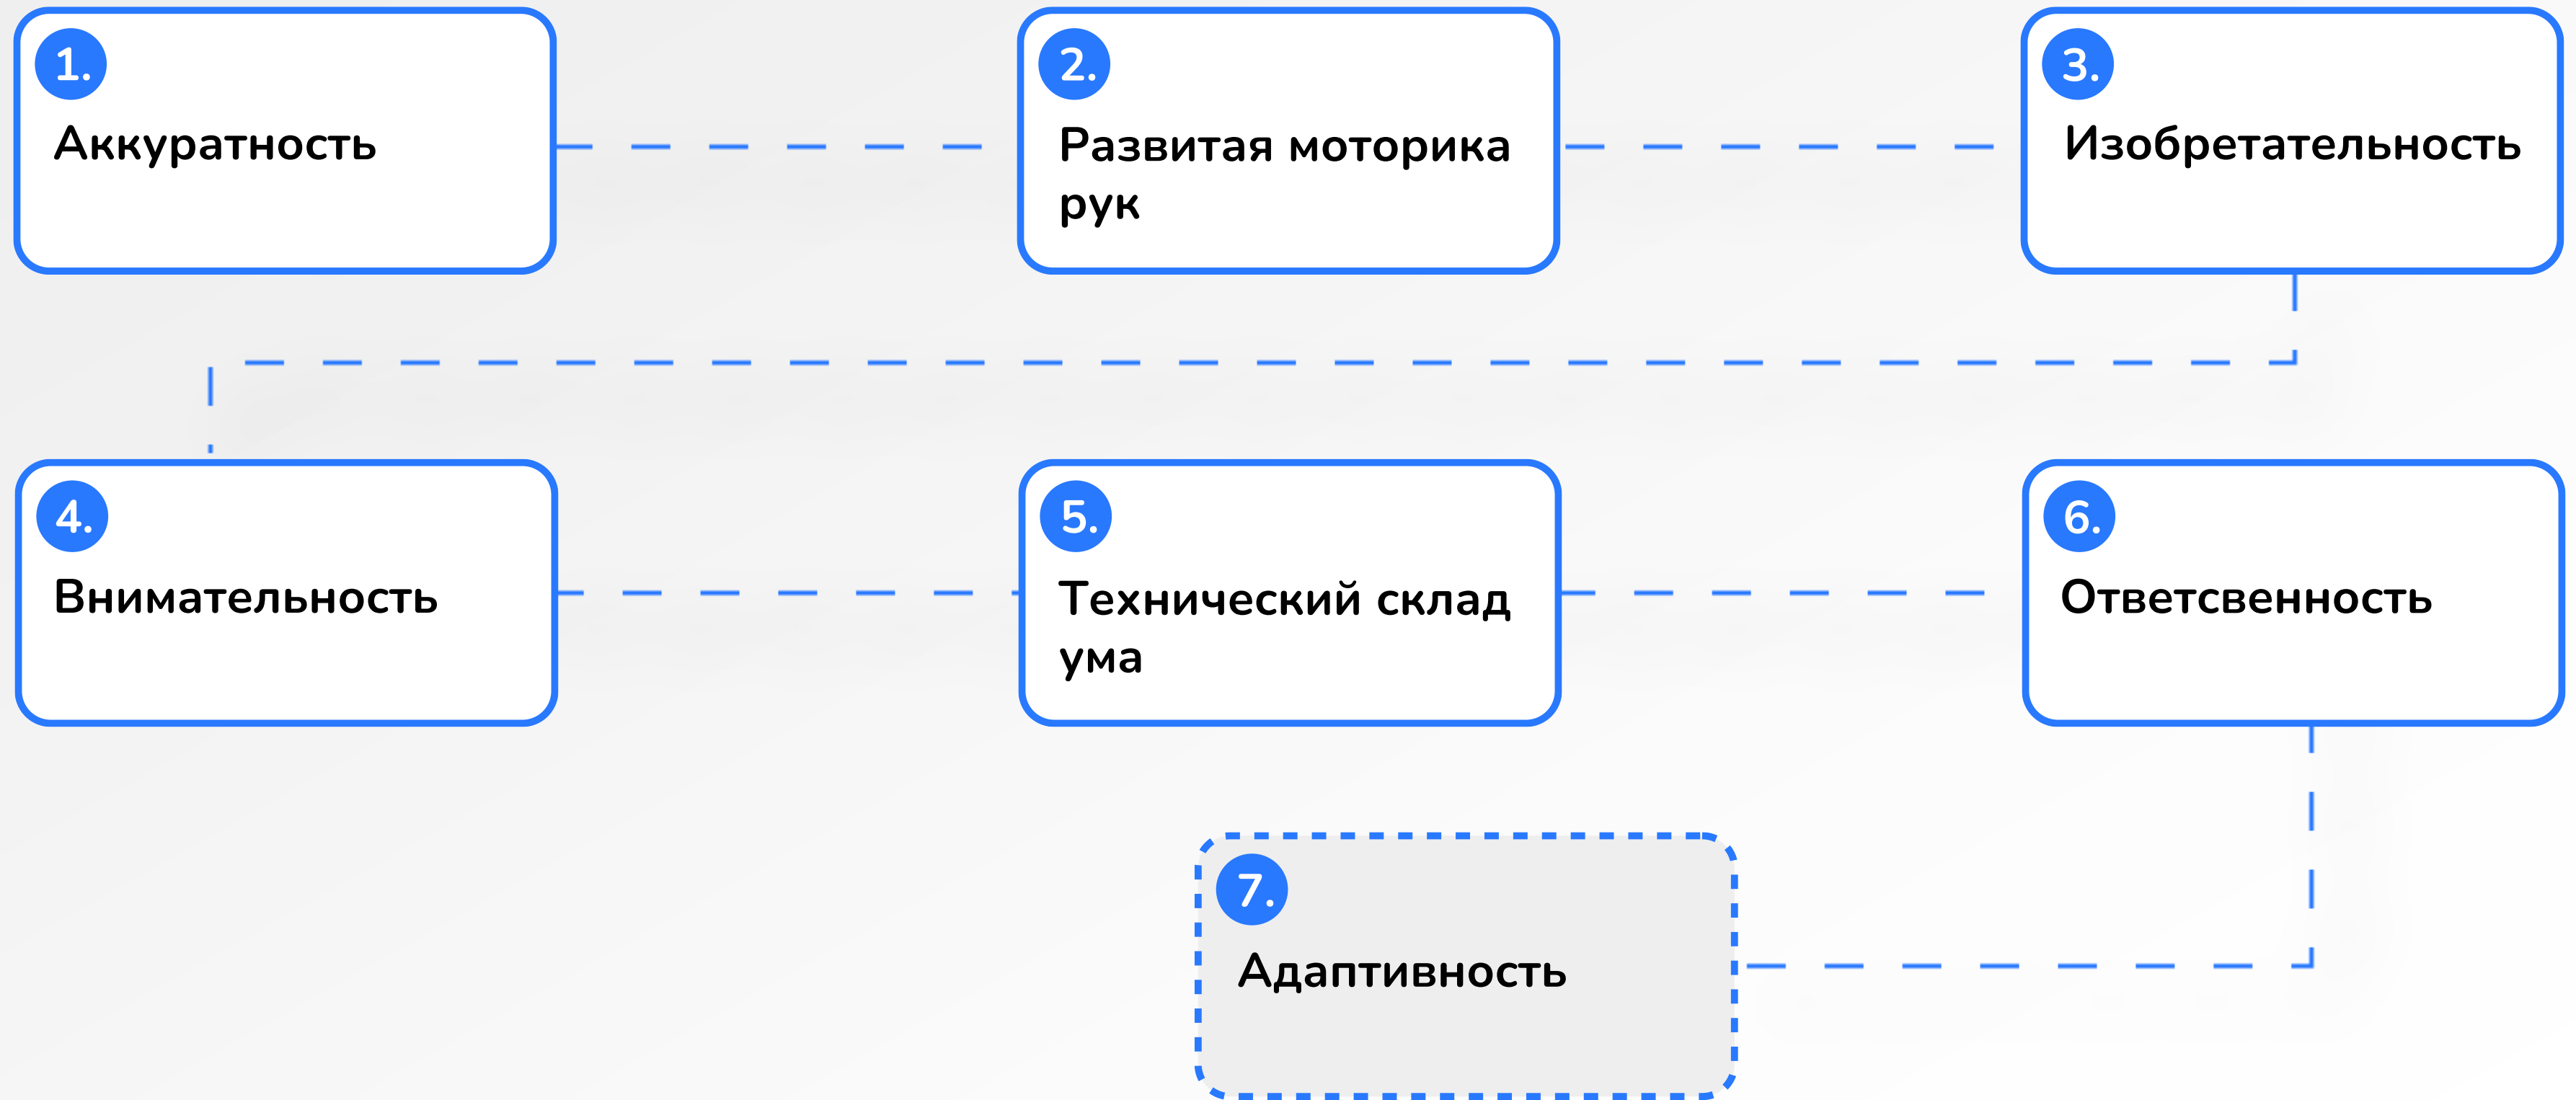 1.
Аккуратность
2.
Развитая моторика
рук
3.
Изобретательность
4.
Внимательность
5.
Технический склад
ума
6.
Ответсвенность
7.
Адаптивность